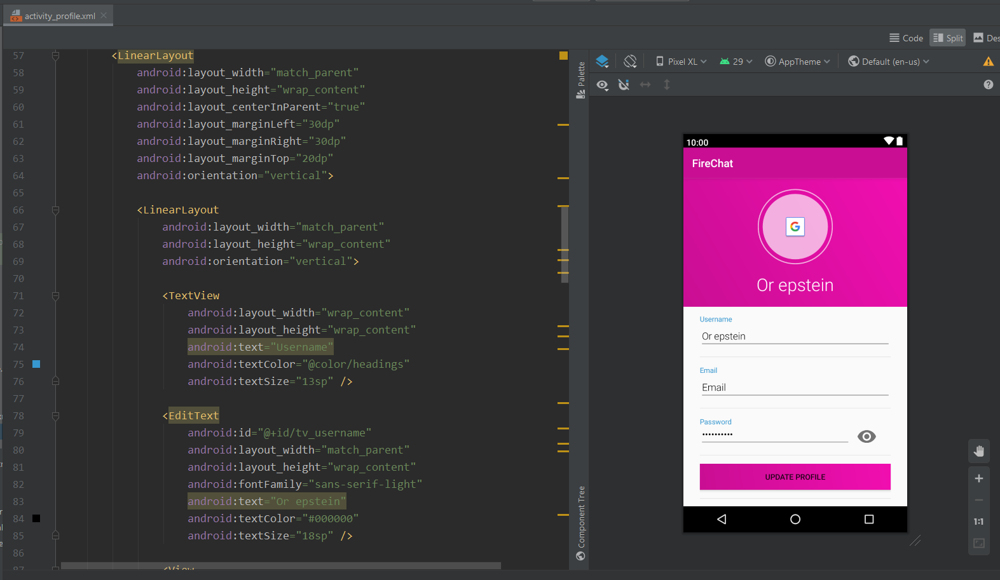 activity_profile.xml
Code
Split
57 <LinearLayout
58 android:layout_width="match_parent"
59 android:layout_height="wrap_content"
60 android:layout_centerInParent="true"
61 android:layout_marginLeft="30dp"
62 android:layout_marginRight="30dp"
63 android:layout_marginTop="20dp"
64 android:orientation="vertical">
65
66 <LinearLayout
67 android:layout_width="match_parent"
68 android:layout_height="wrap_content"
69 android:orientation="vertical">
70
71 <TextView
72 android:layout_width="wrap_content"
73 android:layout_height="wrap_content"
74 android:text="Username"
75 android:textColor="@color/headings"
76 android:textSize="13sp" />
77
78 <EditText
79 android:id="@+id/tv_username"
80 android:layout_width="match_parent"
81 android:layout_height="wrap_content"
82 android:fontFamily="sans-serif-light"
83 android:text="Or epstein"
84 android:textColor="#000000"
85 android:textSize="18sp" />
86
87 <View
Palette
Component Tree
Pixel XL
29
AppTheme
Default (en-us)
10:00
FireChat
G
Or epstein
Username
Or epstein
Email
Email
Password
••••••••••
UPDATE PROFILE
1:1